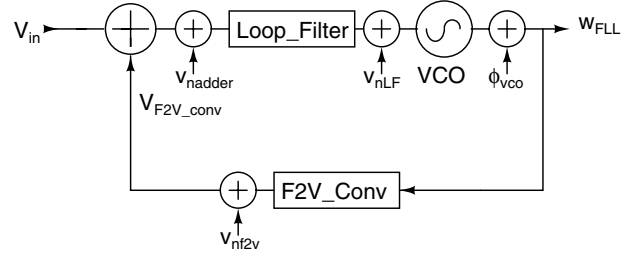 V_in
w_FLL
Loop_Filter
v_nadder
v_nLF
VCO
ϕ_vco
V_F2V_conv
F2V_Conv
v_nf2v